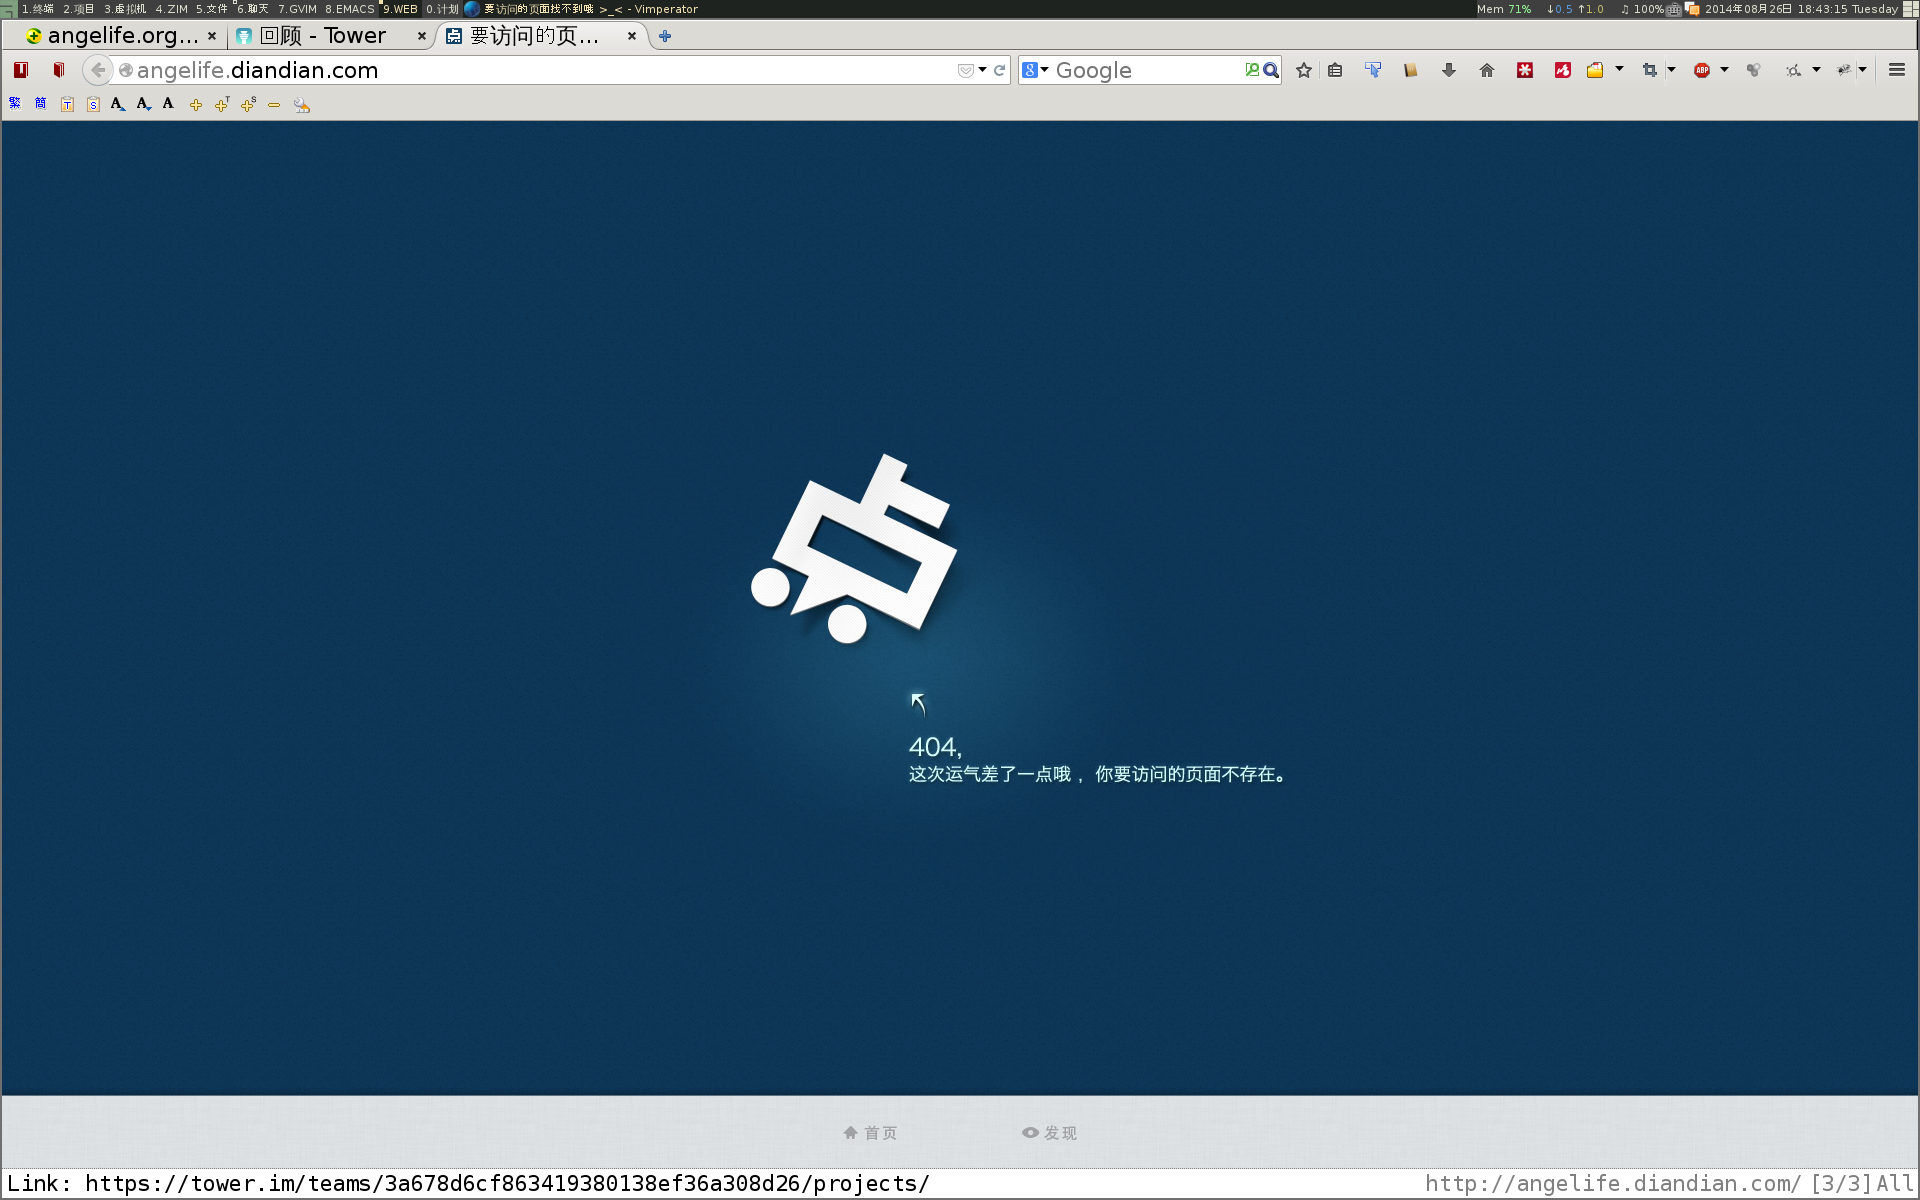 1.终端 2.项目 3.虚拟机 4.ZIM 5.文件 6.聊天 7.GVIM 8.EMACS 9.WEB 0.计划 要访问的页面找不到哦 >_< - Vimperator
Mem 71% ↓0.5 ↑1.0 ♫ 100% 2014年08月26日 18:43:15 Tuesday
angelife.org... 回顾 - Tower 要访问的页...
angelife.diandian.com
Google
ABP
繁 簡 T S A A A T S
点
404,
这次运气差了一点哦，你要访问的页面不存在。
首页 发现
Link: https://tower.im/teams/3a678d6cf863419380138ef36a308d26/projects/
http://angelife.diandian.com/ [3/3] All